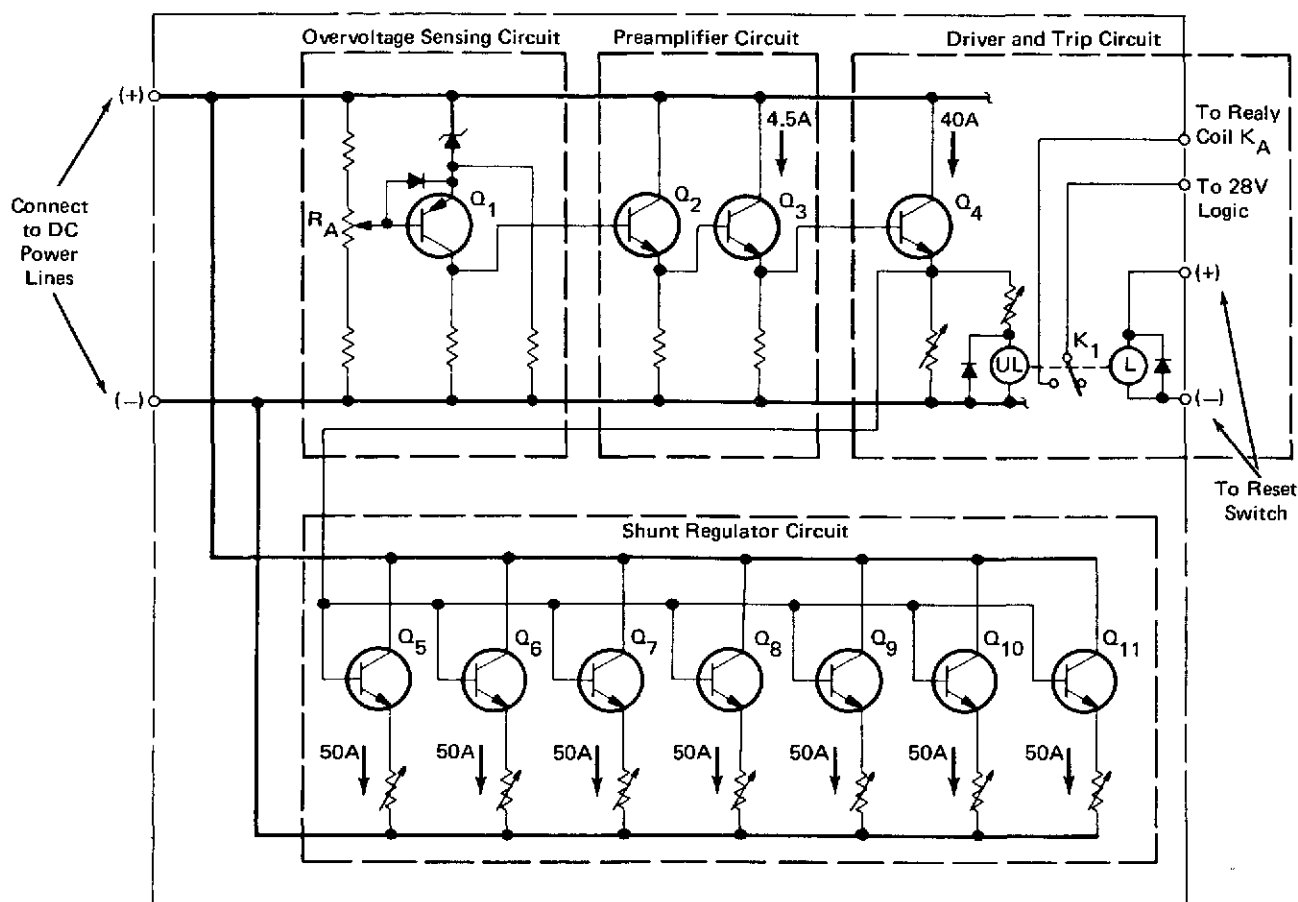 Overvoltage Sensing Circuit
Preamplifier Circuit
Driver and Trip Circuit
(+)
4.5A
40A
To Realy
Coil KA
To 28V
Logic
Connect
to DC
Power
Lines
RA
Q1
Q2
Q3
Q4
(+)
K1
UL
L
(—)
(—)
To Reset
Switch
Shunt Regulator Circuit
Q5
Q6
Q7
Q8
Q9
Q10
Q11
50A
50A
50A
50A
50A
50A
50A